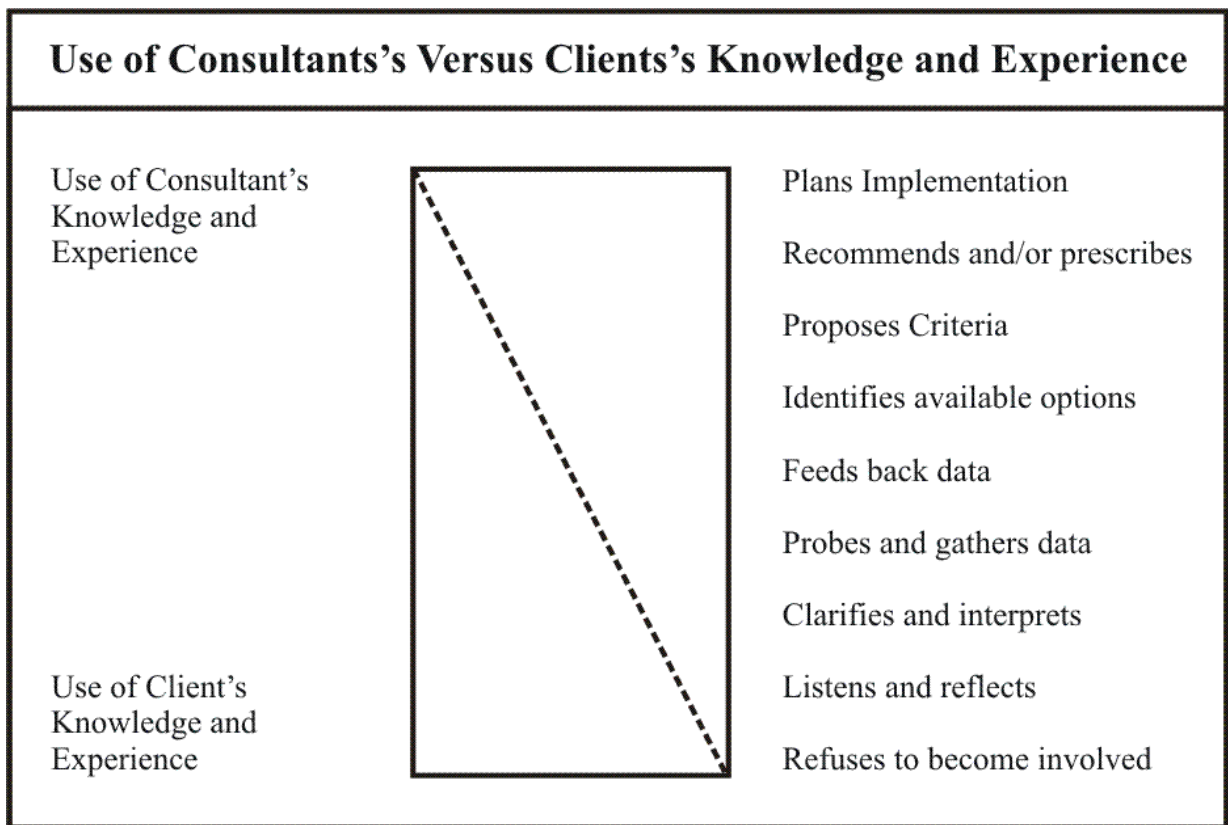 Use of Consultants's Versus Clients's Knowledge and Experience
Use of Consultant’s
Knowledge and
Experience
Use of Client’s
Knowledge and
Experience
Plans Implementation
Recommends and/or prescribes
Proposes Criteria
Identifies available options
Feeds back data
Probes and gathers data
Clarifies and interprets
Listens and reflects
Refuses to become involved